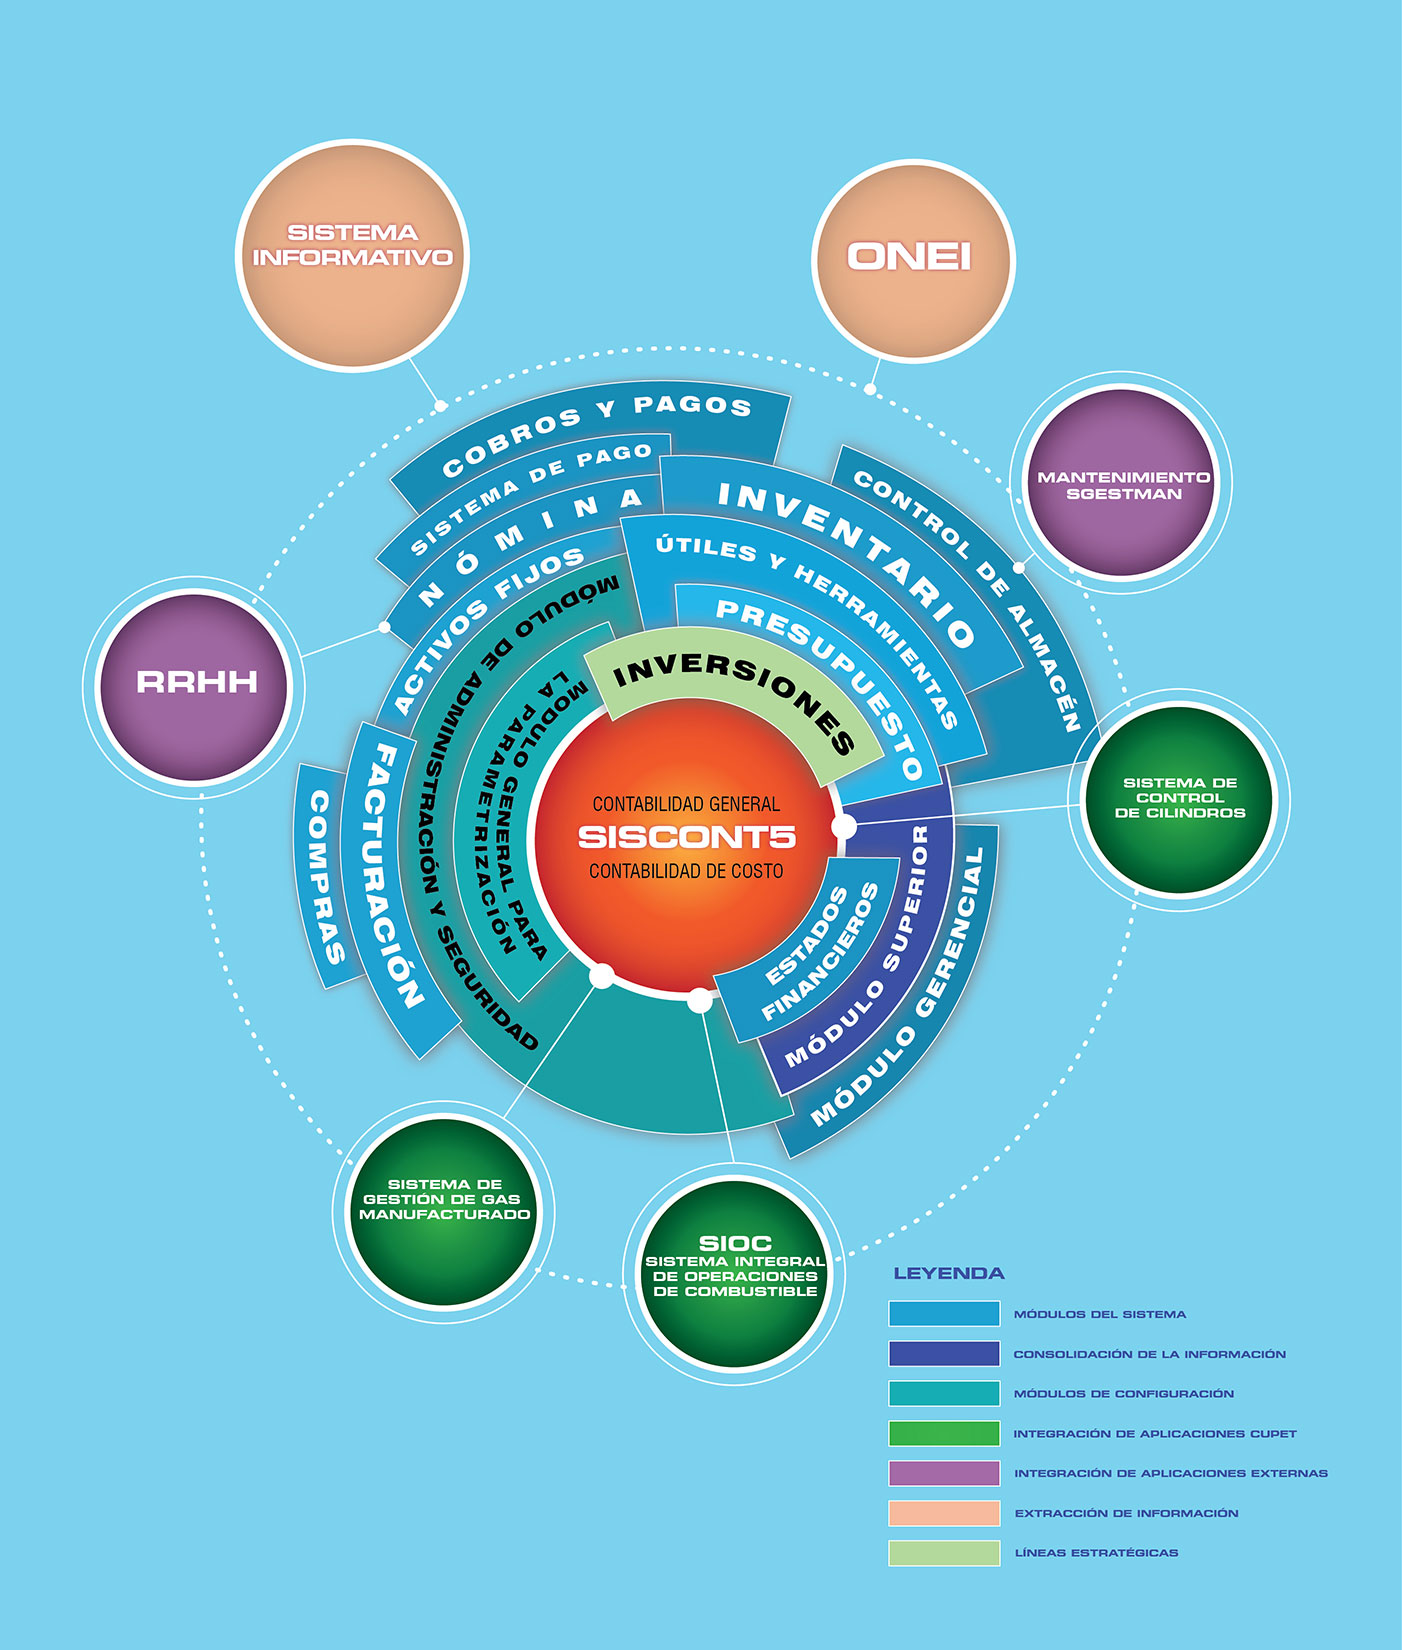 SISTEMA
INFORMATIVO
ONEI
MANTENIMIENTO
SGESTMAN
RRHH
SISTEMA DE
CONTROL
DE CILINDROS
COBROS Y PAGOS
SISTEMA DE PAGO
NÓMINA
ACTIVOS FIJOS
MÓDULO DE ADMINISTRACIÓN Y SEGURIDAD
MODULO GENERAL PARA
LA PARAMETRIZACIÓN
FACTURACIÓN
COMPRAS
CONTROL DE ALMACÉN
INVENTARIO
ÚTILES Y HERRAMIENTAS
PRESUPUESTO
INVERSIONES
CONTABILIDAD GENERAL
SISCONT5
CONTABILIDAD DE COSTO
ESTADOS
FINANCIEROS
MÓDULO SUPERIOR
MÓDULO GERENCIAL
SISTEMA DE
GESTIÓN DE GAS
MANUFACTURADO
SIOC
SISTEMA INTEGRAL
DE OPERACIONES
DE COMBUSTIBLE
LEYENDA
MÓDULOS DEL SISTEMA
CONSOLIDACIÓN DE LA INFORMACIÓN
MÓDULOS DE CONFIGURACIÓN
INTEGRACIÓN DE APLICACIONES CUPET
INTEGRACIÓN DE APLICACIONES EXTERNAS
EXTRACCIÓN DE INFORMACIÓN
LÍNEAS ESTRATÉGICAS